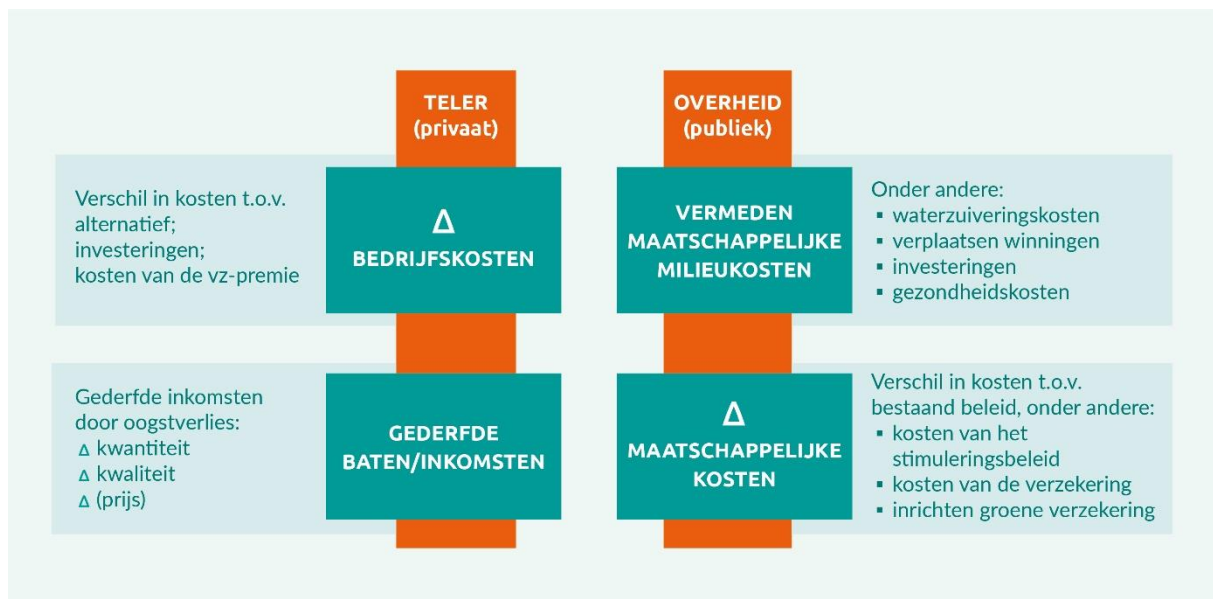 TELER
(privaat)
OVERHEID
(publiek)
Verschil in kosten t.o.v.
alternatief;
investeringen;
kosten van de vz-premie
Δ
BEDRIJFSKOSTEN
VERMEDEN
MAATSCHAPPELIJKE
MILIEUKOSTEN
Onder andere:
▪ waterzuiveringskosten
▪ verplaatsen winningen
▪ investeringen
▪ gezondheidskosten
Gederfde inkomsten
door oogstverlies:
Δ kwantiteit
Δ kwaliteit
Δ (prijs)
GEDERFDE
BATEN/INKOMSTEN
Δ
MAATSCHAPPELIJKE
KOSTEN
Verschil in kosten t.o.v.
bestaand beleid, onder andere:
▪ kosten van het
stimuleringsbeleid
▪ kosten van de verzekering
▪ inrichten groene verzekering